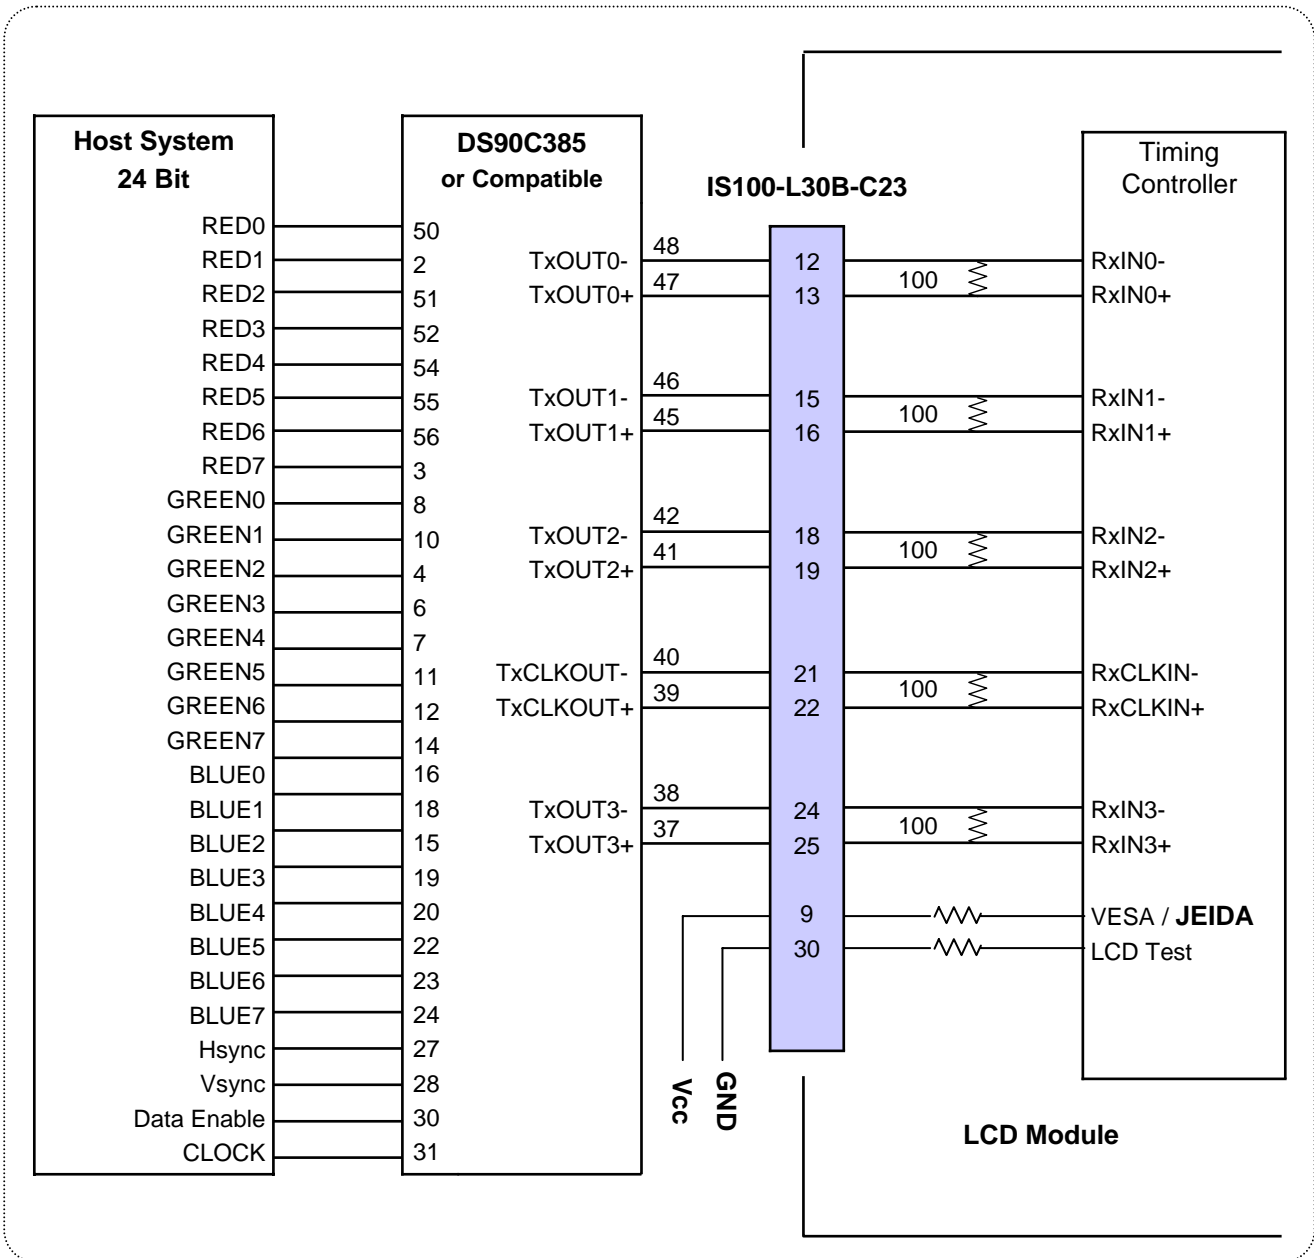 Host System
24 Bit
RED0
RED1
RED2
RED3
RED4
RED5
RED6
RED7
GREEN0
GREEN1
GREEN2
GREEN3
GREEN4
GREEN5
GREEN6
GREEN7
BLUE0
BLUE1
BLUE2
BLUE3
BLUE4
BLUE5
BLUE6
BLUE7
Hsync
Vsync
Data Enable
CLOCK
DS90C385
or Compatible
50
2
51
52
54
55
56
3
8
10
4
6
7
11
12
14
16
18
15
19
20
22
23
24
27
28
30
31
TxOUT0-
TxOUT0+
TxOUT1-
TxOUT1+
TxOUT2-
TxOUT2+
TxCLKOUT-
TxCLKOUT+
TxOUT3-
TxOUT3+
48
47
46
45
42
41
40
39
38
37
IS100-L30B-C23
12
13
15
16
18
19
21
22
24
25
9
30
Vcc
GND
100
100
100
100
100
Timing
Controller
RxIN0-
RxIN0+
RxIN1-
RxIN1+
RxIN2-
RxIN2+
RxCLKIN-
RxCLKIN+
RxIN3-
RxIN3+
VESA / JEIDA
LCD Test
LCD Module